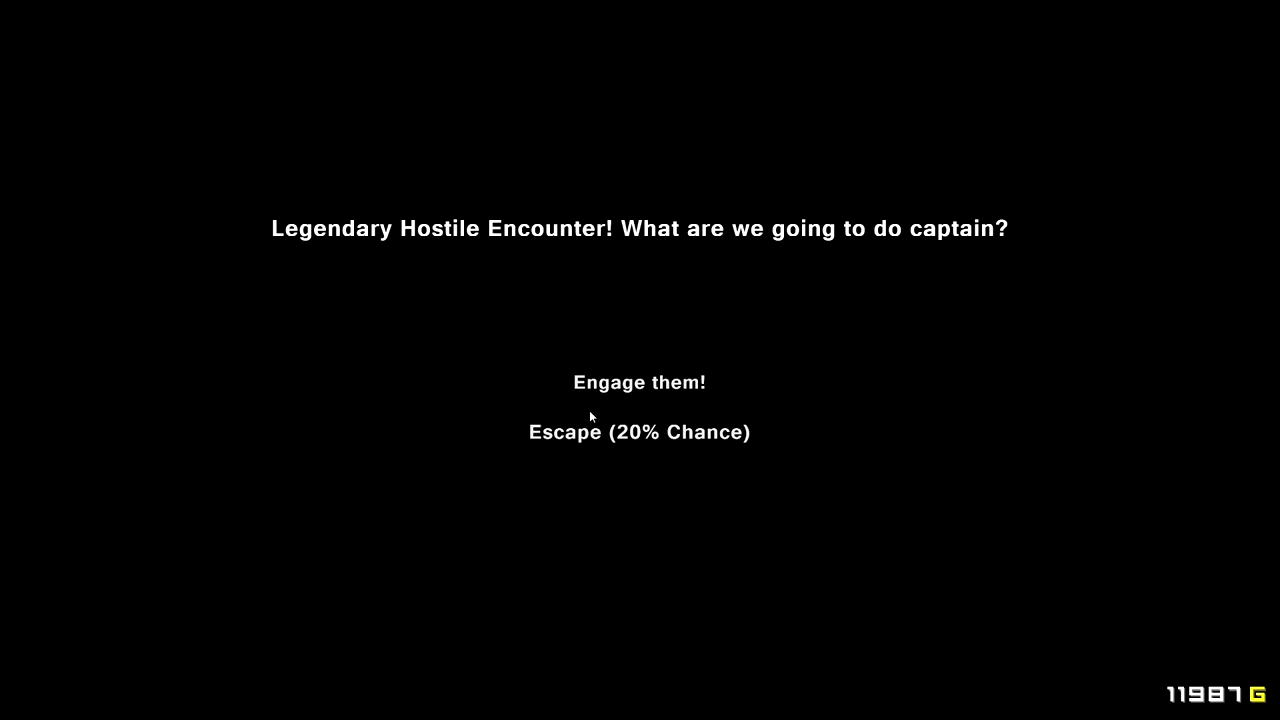 Legendary Hostile Encounter! What are we going to do captain?
Engage them!
Escape (20% Chance)
11987 G